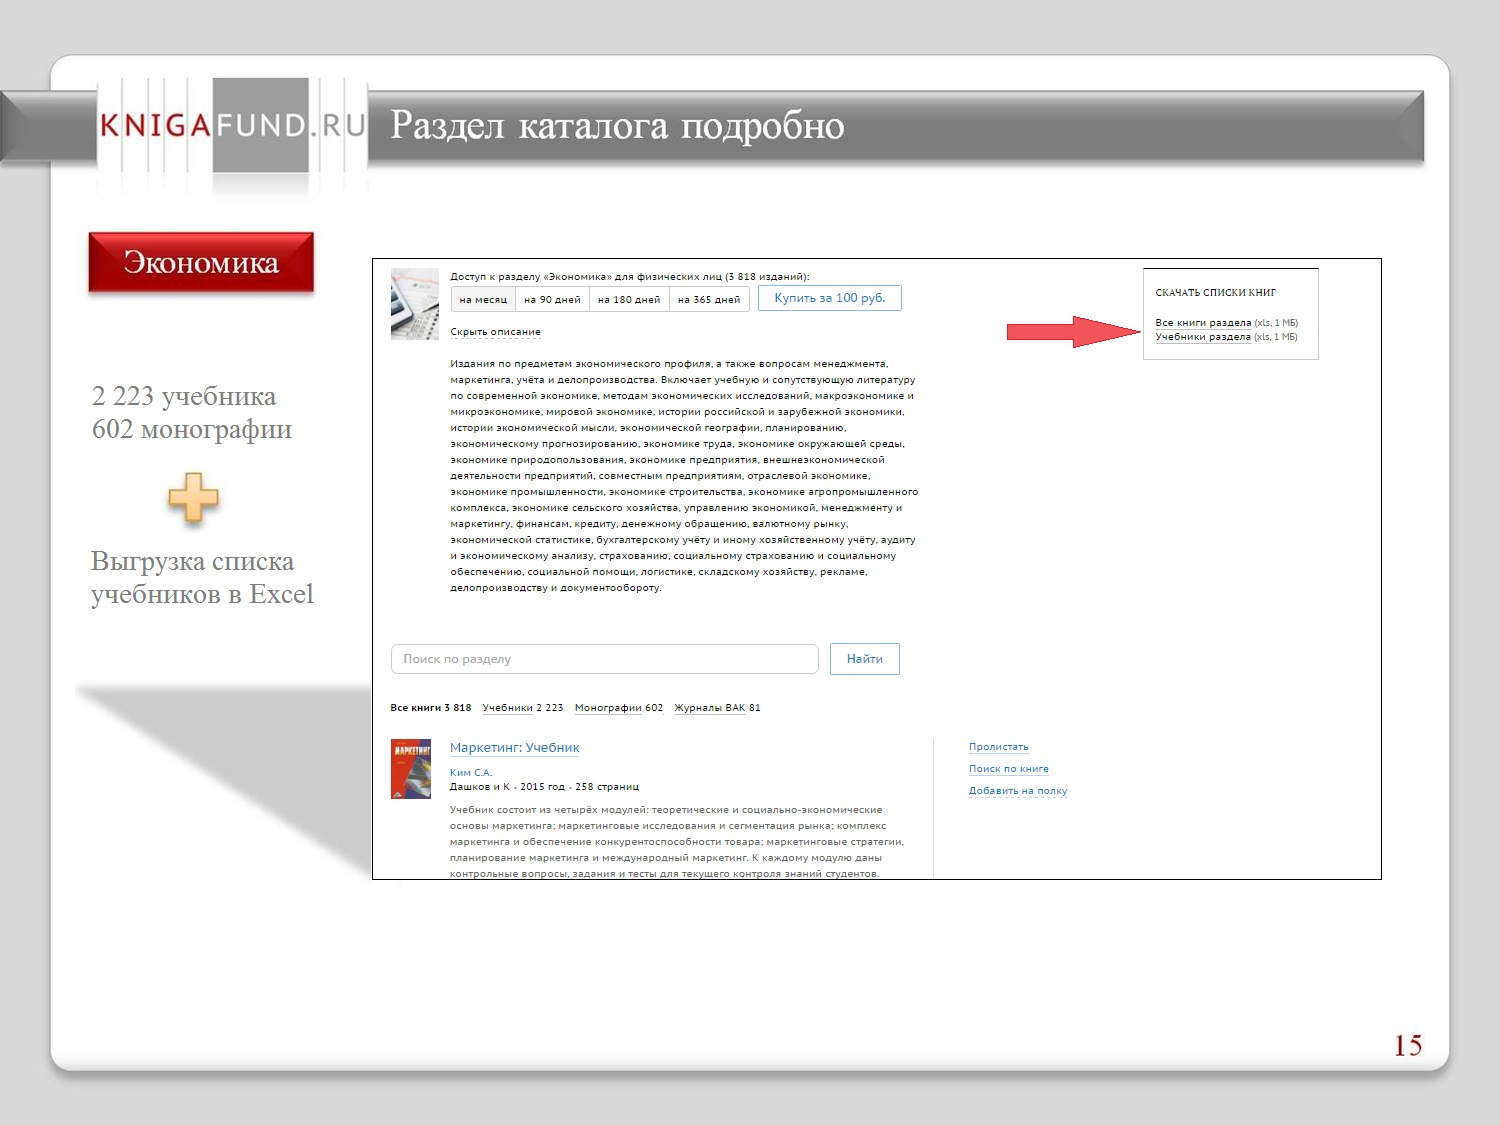 KNIGAFUND.RU
Раздел каталога подробно
Экономика
2 223 учебника
602 монографии
Выгрузка списка
учебников в Excel
Доступ к разделу «Экономика» для физических лиц (3 818 изданий):
на месяц на 90 дней на 180 дней на 365 дней Купить за 100 руб.
Скрыть описание
Издания по предметам экономического профиля, а также вопросам менеджмента,
маркетинга, учёта и делопроизводства. Включает учебную и сопутствующую литературу
по современной экономике, методам экономических исследований, макроэкономике и
микроэкономике, мировой экономике, истории российской и зарубежной экономики,
истории экономической мысли, экономической географии, планированию,
экономическому прогнозированию, экономике труда, экономике окружающей среды,
экономике природопользования, экономике предприятия, внешнеэкономической
деятельности предприятий, совместным предприятиям, отраслевой экономике,
экономике промышленности, экономике строительства, экономике агропромышленного
комплекса, экономике сельского хозяйства, управлению экономикой, менеджменту и
маркетингу, финансам, кредиту, денежному обращению, валютному рынку,
экономической статистике, бухгалтерскому учёту и иному хозяйственному учёту, аудиту
и экономическому анализу, страхованию, социальному страхованию и социальному
обеспечению, социальной помощи, логистике, складскому хозяйству, рекламе,
делопроизводству и документообороту.
СКАЧАТЬ СПИСКИ КНИГ
Все книги раздела (xls, 1 МБ)
Учебники раздела (xls, 1 МБ)
Поиск по разделу Найти
Все книги 3 818 Учебники 2 223 Монографии 602 Журналы ВАК 81
МАРКЕТИНГ
Маркетинг: Учебник
Ким С.А.
Дашков и К - 2015 год - 258 страниц
Учебник состоит из четырёх модулей: теоретические и социально-экономические
основы маркетинга; маркетинговые исследования и сегментация рынка; комплекс
маркетинга и обеспечение конкурентоспособности товара; маркетинговые стратегии,
планирование маркетинга и международный маркетинг. К каждому модулю даны
контрольные вопросы, задания и тесты для текущего контроля знаний студентов.
Пролистать
Поиск по книге
Добавить на полку
15